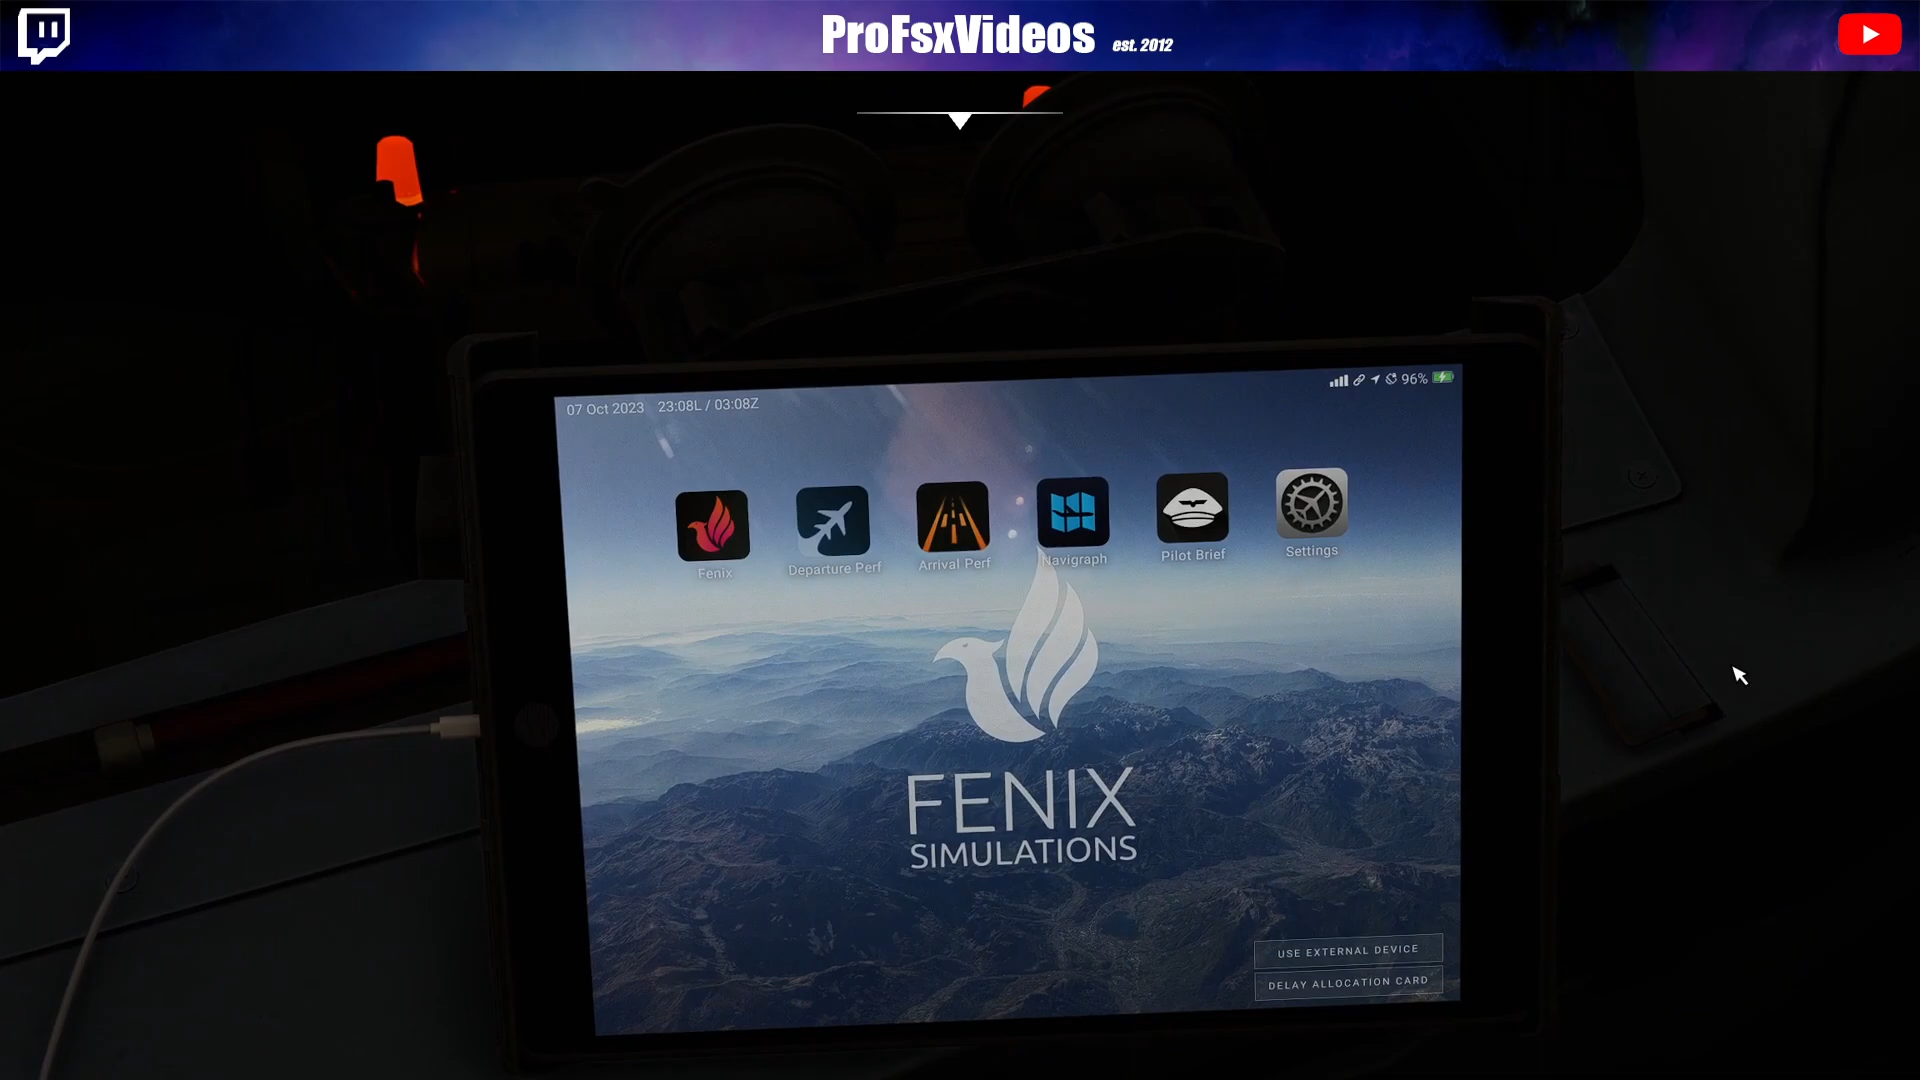 ProFsxVideos est. 2012
07 Oct 2023 23:08L / 03:08Z
96%
Fenix
Departure Perf
Arrival Perf
Navigraph
Pilot Brief
Settings
FENIX
SIMULATIONS
USE EXTERNAL DEVICE
DELAY ALLOCATION CARD